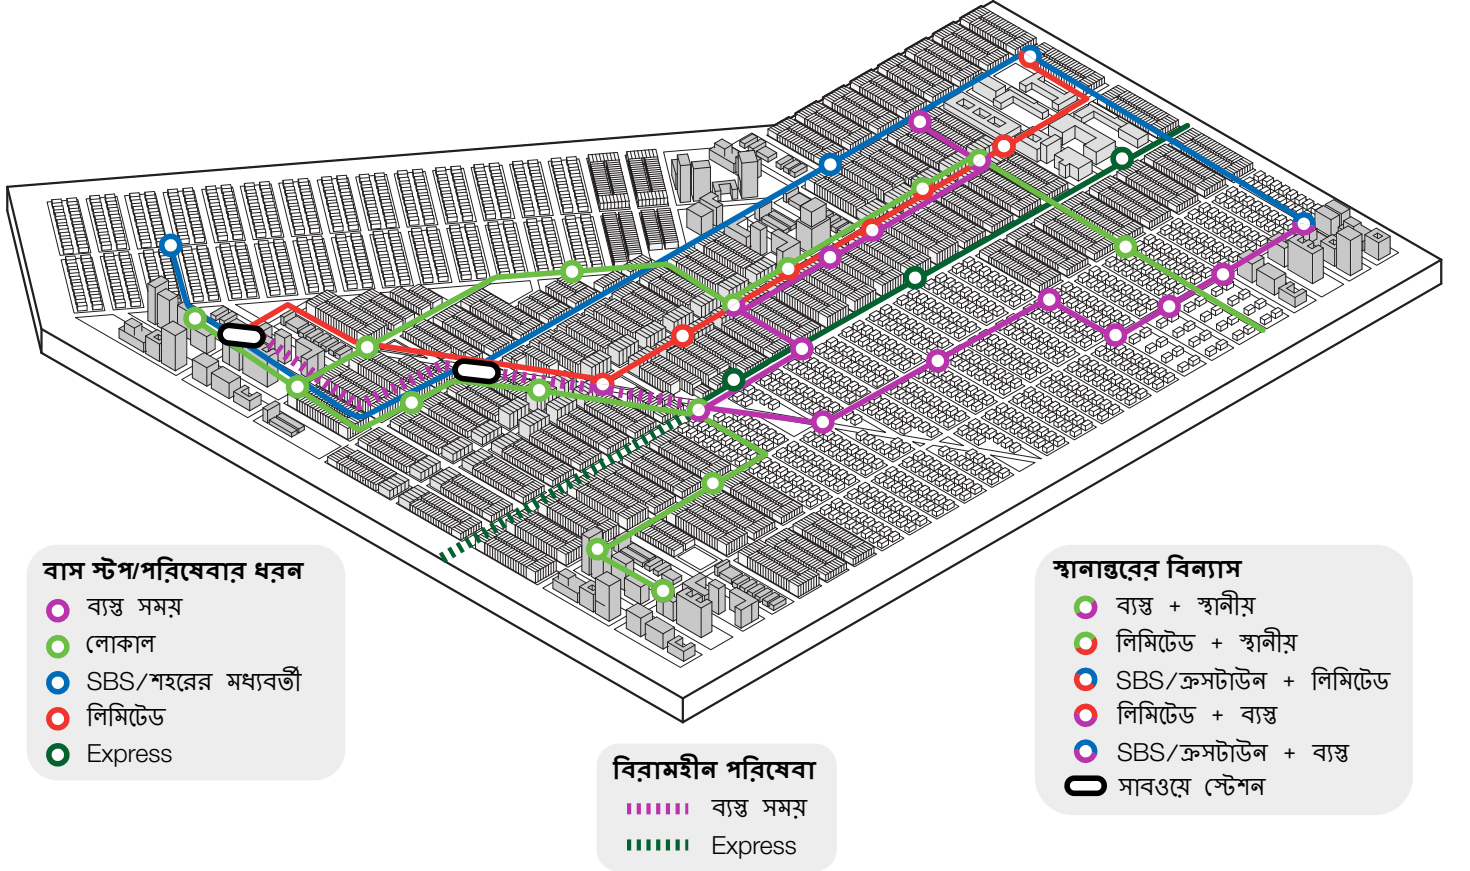 বাস স্টপ/পরিষেবার ধরন
ব্যস্ত সময়
লোকাল
SBS/শহরের মধ্যবর্তী
লিমিটেড
Express
বিরামহীন পরিষেবা
ব্যস্ত সময়
Express
স্থানান্তরের বিন্যাস
ব্যস্ত + স্থানীয়
লিমিটেড + স্থানীয়
SBS/ক্রসটাউন + লিমিটেড
লিমিটেড + ব্যস্ত
SBS/ক্রসটাউন + ব্যস্ত
সাবওয়ে স্টেশন